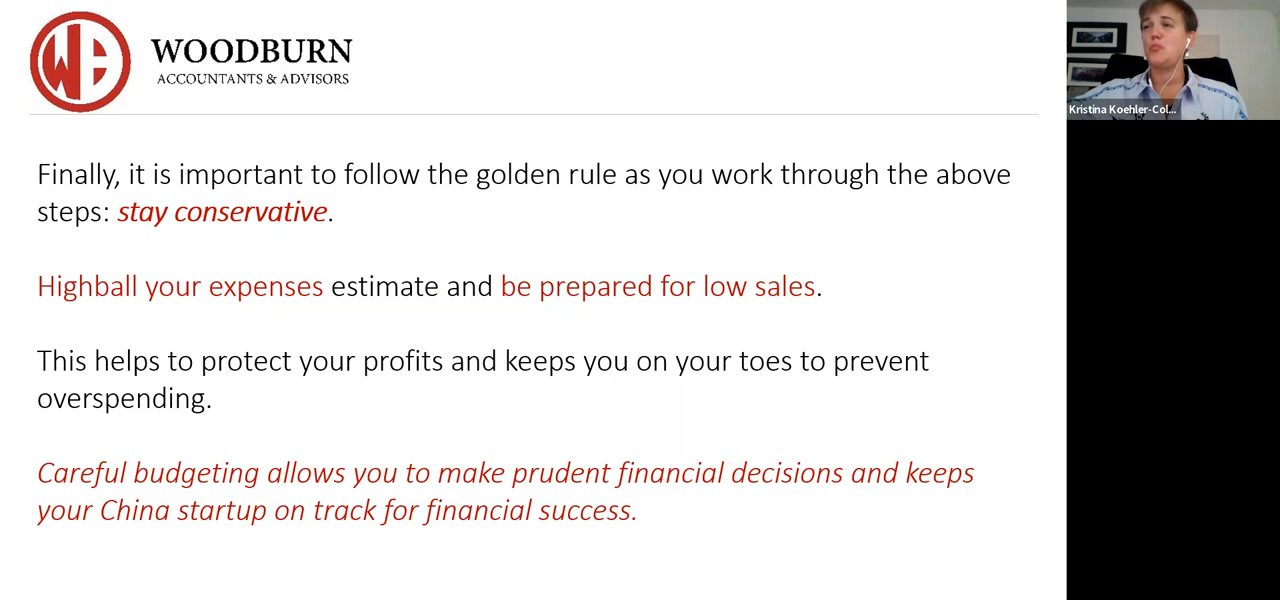 WOODBURN
ACCOUNTANTS & ADVISORS
Kristina Koehler-Col...
Finally, it is important to follow the golden rule as you work through the above
steps: stay conservative.
Highball your expenses estimate and be prepared for low sales.
This helps to protect your profits and keeps you on your toes to prevent
overspending.
Careful budgeting allows you to make prudent financial decisions and keeps
your China startup on track for financial success.